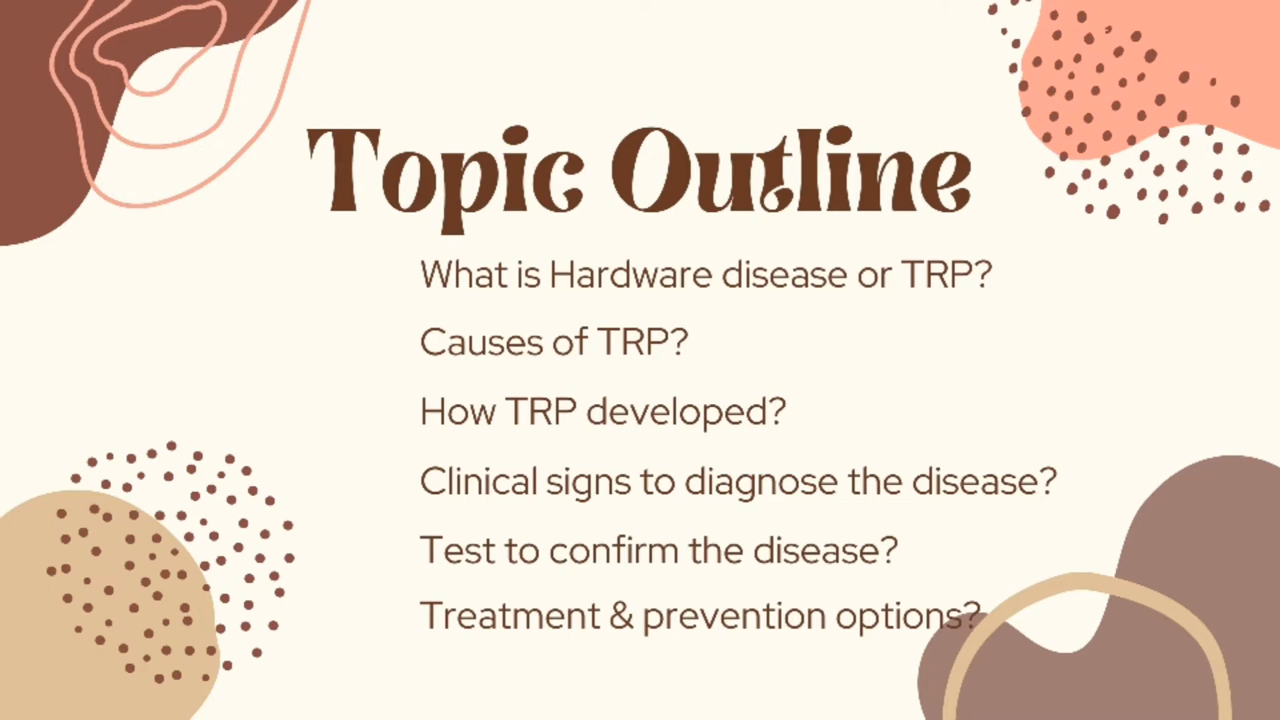 Topic Outline
What is Hardware disease or TRP?
Causes of TRP?
How TRP developed?
Clinical signs to diagnose the disease?
Test to confirm the disease?
Treatment & prevention options?